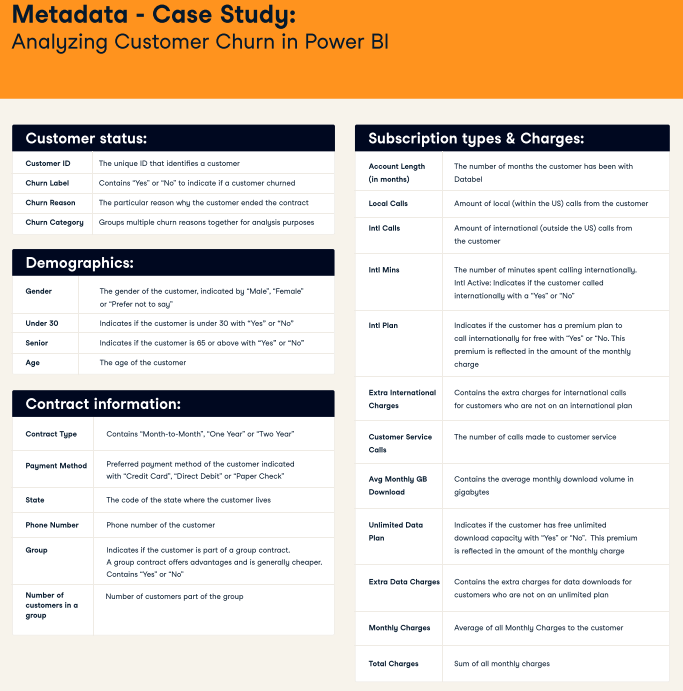 Metadata - Case Study:
Analyzing Customer Churn in Power BI
Customer status:
Customer ID The unique ID that identifies a customer
Churn Label Contains “Yes” or “No” to indicate if a customer churned
Churn Reason The particular reason why the customer ended the contract
Churn Category Groups multiple churn reasons together for analysis purposes
Demographics:
Gender The gender of the customer, indicated by “Male”, “Female”
or “Prefer not to say”
Under 30 Indicates if the customer is under 30 with “Yes” or “No”
Senior Indicates if the customer is 65 or above with “Yes” or “No”
Age The age of the customer
Contract information:
Contract Type Contains “Month-to-Month”, “One Year” or “Two Year”
Payment Method Preferred payment method of the customer indicated
with “Credit Card”, “Direct Debit” or “Paper Check”
State The code of the state where the customer lives
Phone Number Phone number of the customer
Group Indicates if the customer is part of a group contract.
A group contract offers advantages and is generally cheaper.
Contains “Yes” or “No”
Number of Number of customers part of the group
customers in a
group
Subscription types & Charges:
Account Length The number of months the customer has been with
(in months) Databel
Local Calls Amount of local (within the US) calls from the customer
Intl Calls Amount of international (outside the US) calls from
the customer
Intl Mins The number of minutes spent calling internationally.
Intl Active: Indicates if the customer called
internationally with a “Yes” or “No”
Intl Plan Indicates if the customer has a premium plan to
call internationally for free with “Yes” or “No. This
premium is reflected in the amount of the monthly
charge
Extra International Contains the extra charges for international calls
Charges for customers who are not on an international plan
Customer Service The number of calls made to customer service
Calls
Avg Monthly GB Contains the average monthly download volume in
Download gigabytes
Unlimited Data Indicates if the customer has free unlimited
Plan download capacity with “Yes” or “No”. This premium
is reflected in the amount of the monthly charge
Extra Data Charges Contains the extra charges for data downloads for
customers who are not on an unlimited plan
Monthly Charges Average of all Monthly Charges to the customer
Total Charges Sum of all monthly charges